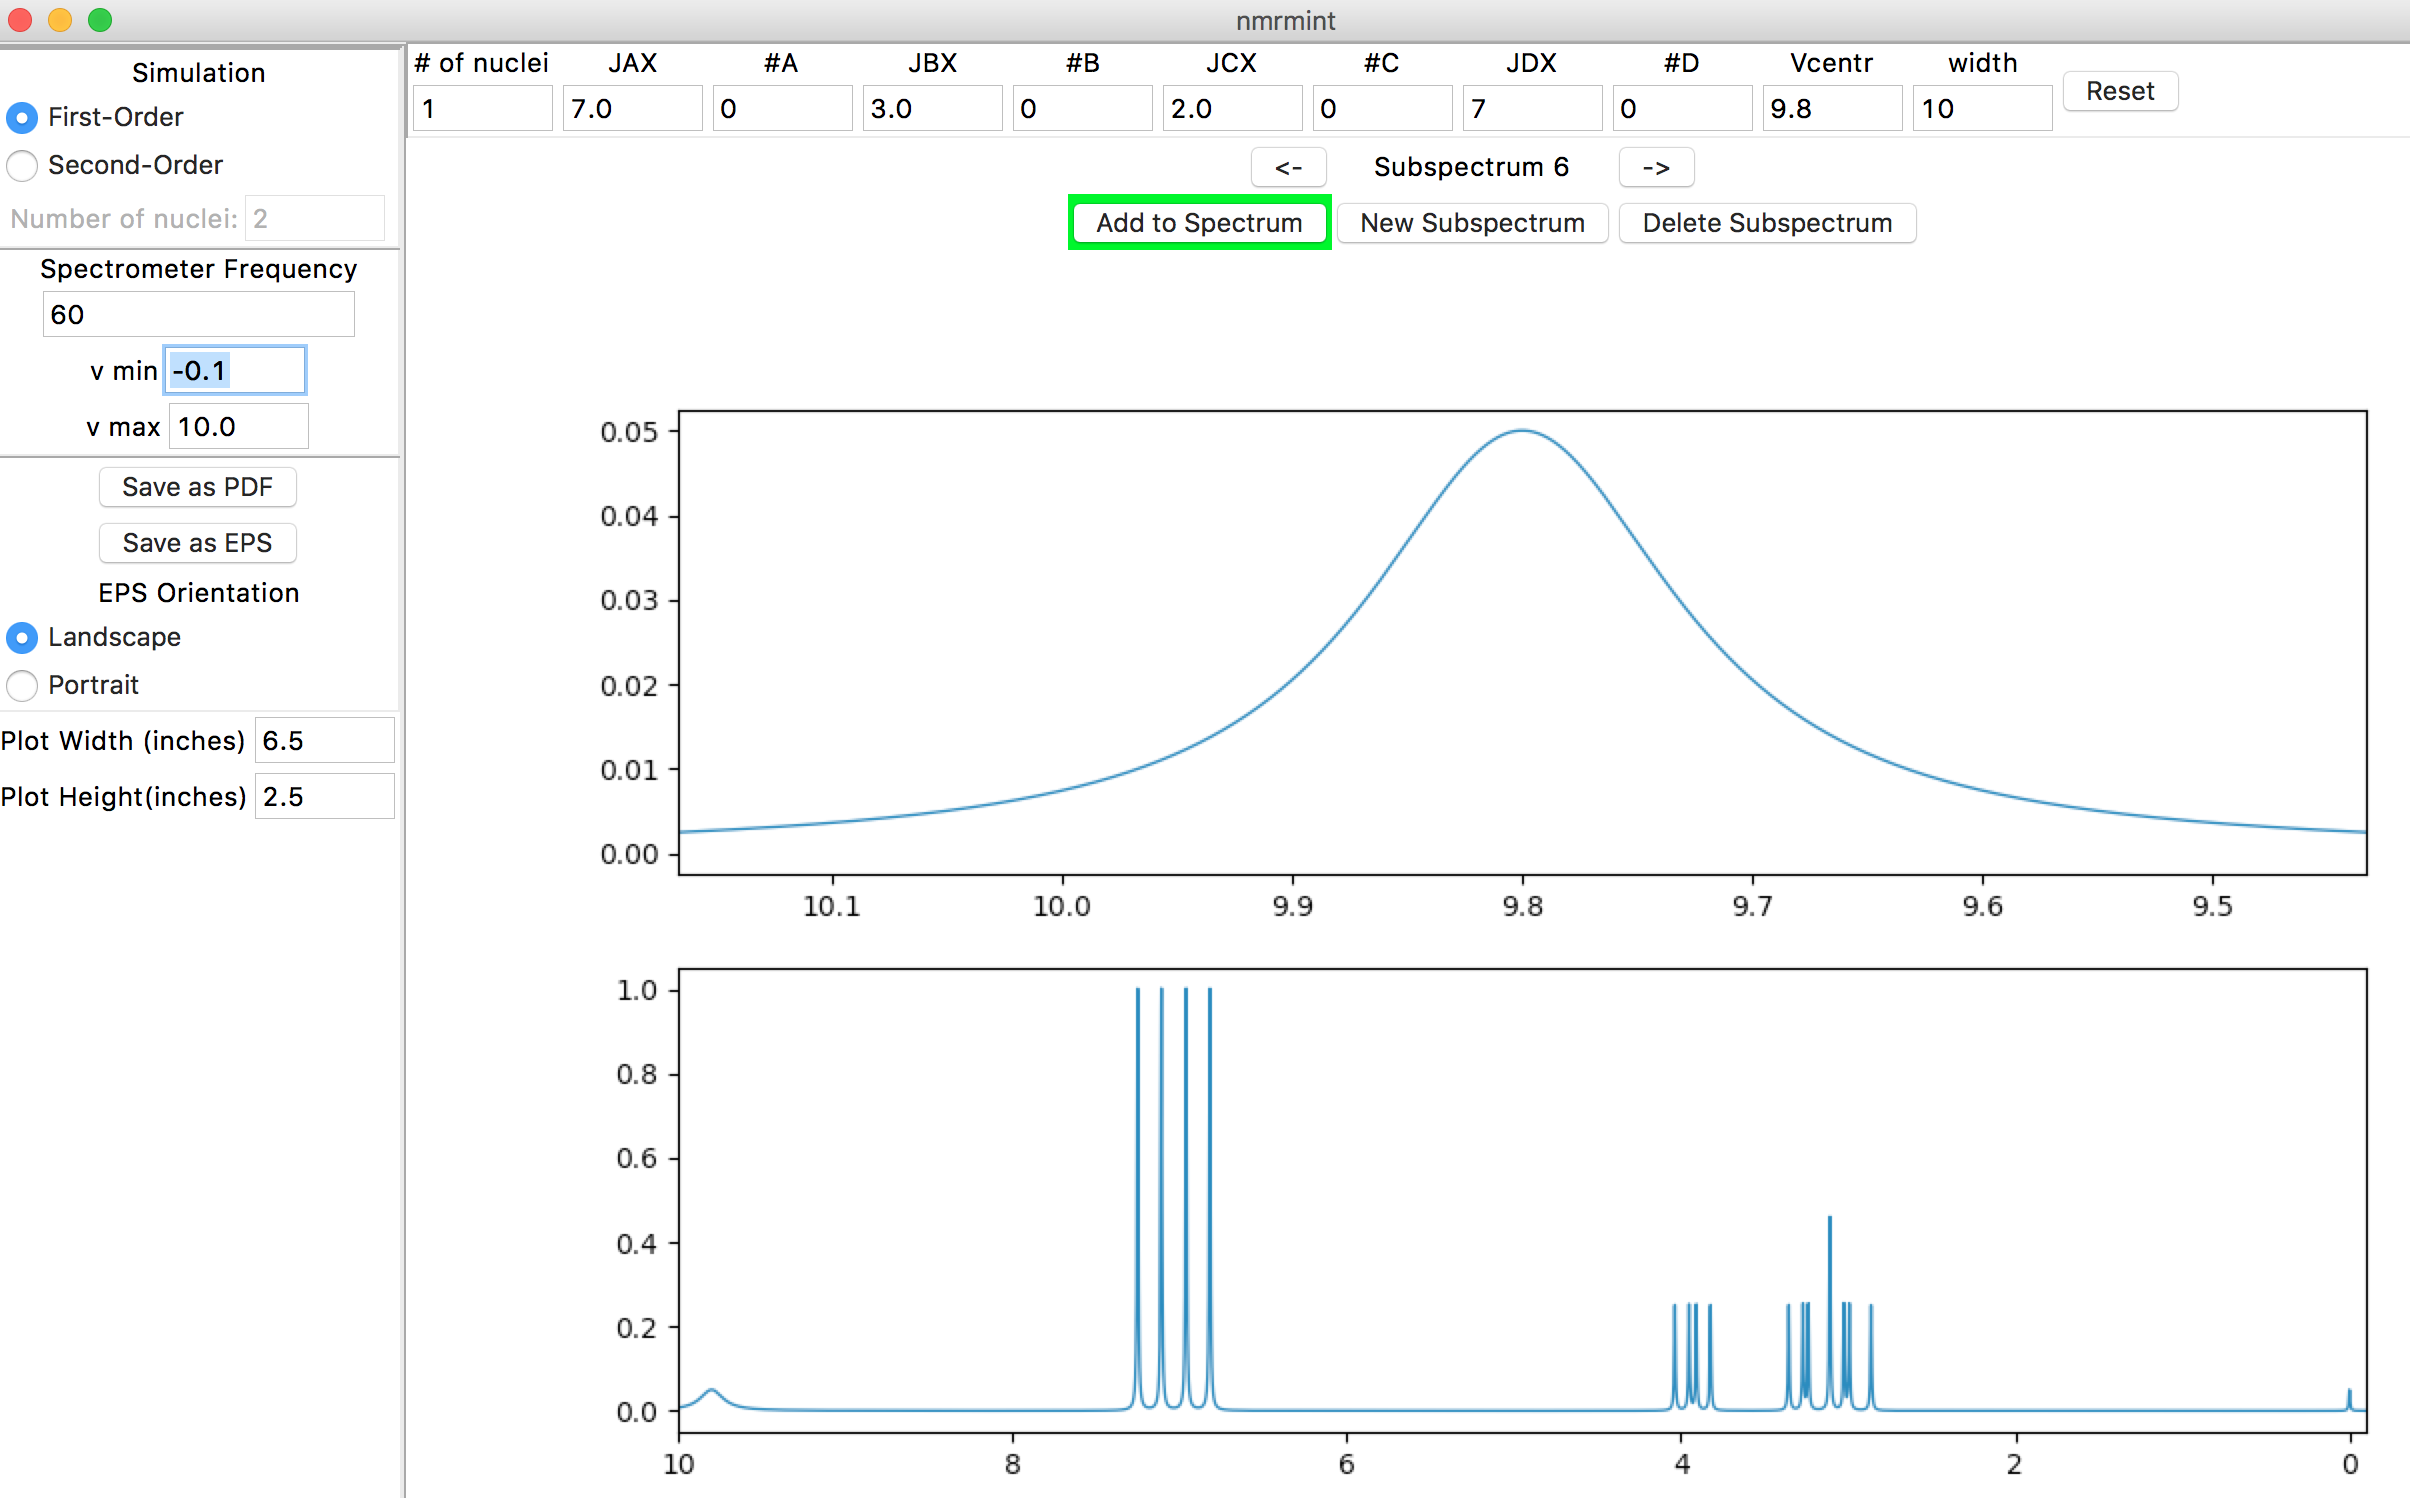 nmrmint
Simulation
First-Order
Second-Order
Number of nuclei: 2
Spectrometer Frequency
60
v min -0.1
v max 10.0
Save as PDF
Save as EPS
EPS Orientation
Landscape
Portrait
Plot Width (inches) 6.5
Plot Height(inches) 2.5
# of nuclei JAX #A JBX #B JCX #C JDX #D Vcentr width
1 7.0 0 3.0 0 2.0 0 7 0 9.8 10 Reset
<- Subspectrum 6 ->
Add to Spectrum New Subspectrum Delete Subspectrum
0.05
0.04
0.03
0.02
0.01
0.00
10.1 10.0 9.9 9.8 9.7 9.6 9.5
1.0
0.8
0.6
0.4
0.2
0.0
10 8 6 4 2 0